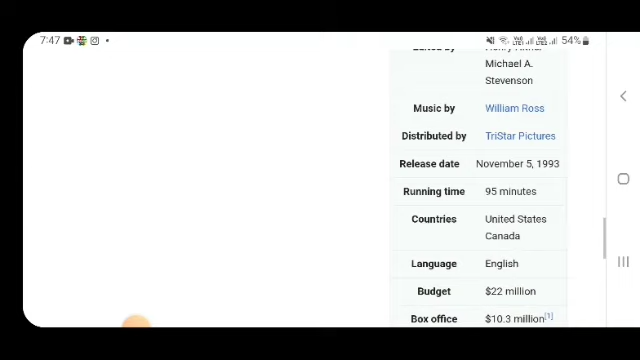 7:47 54%
Michael A.
Stevenson
Music by William Ross
Distributed by TriStar Pictures
Release date November 5, 1993
Running time 95 minutes
Countries United States
Canada
Language English
Budget $22 million
Box office $10.3 million[1]